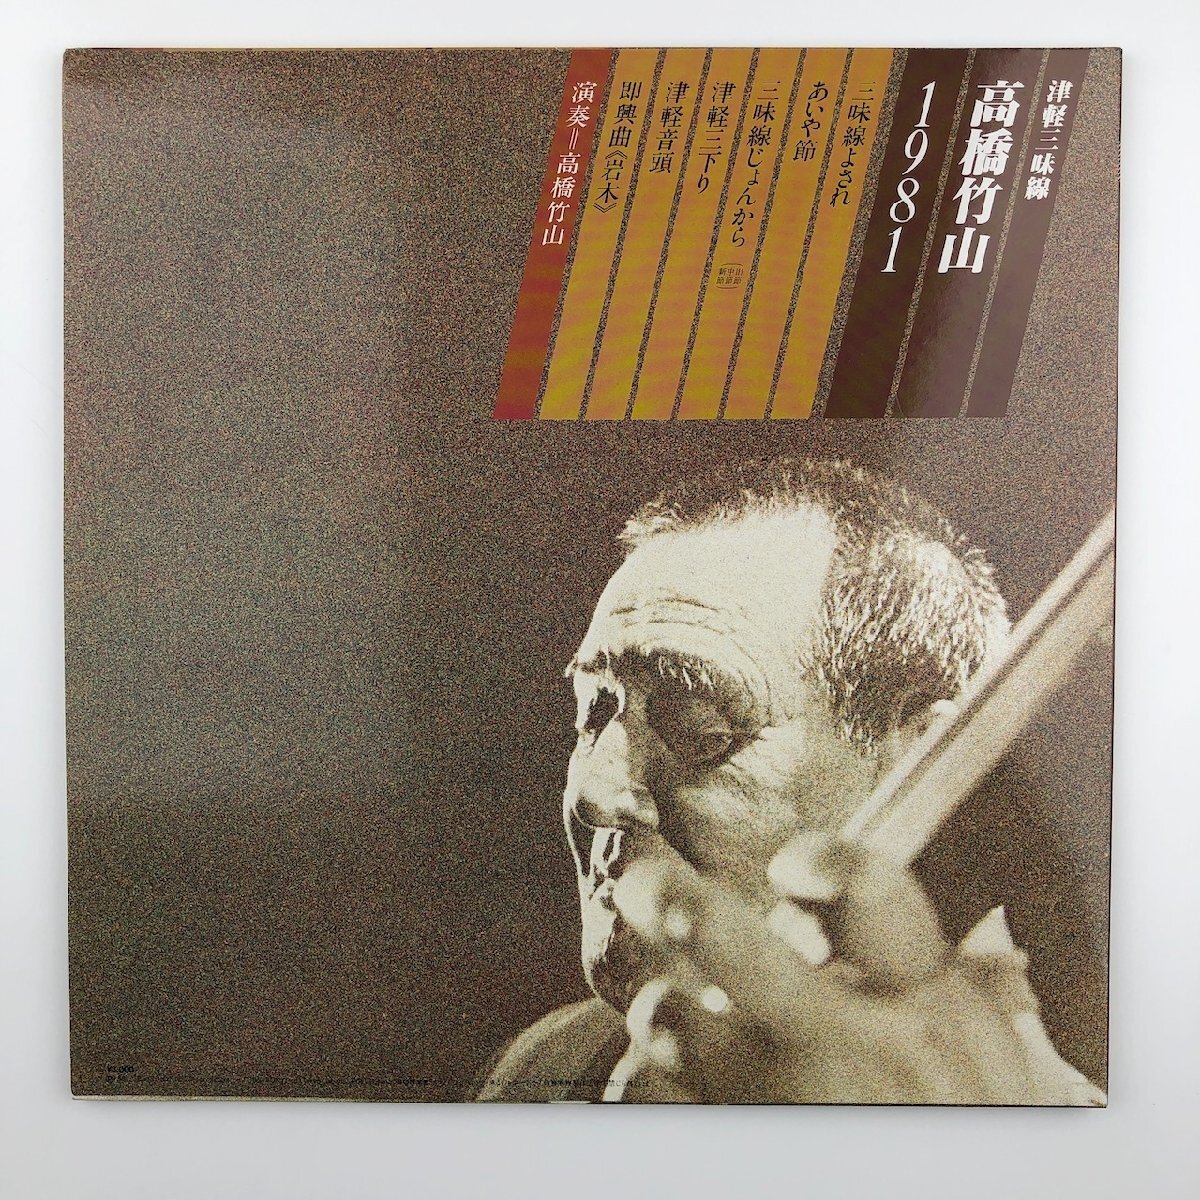 津軽三味線
高橋竹山
1981
三味線よされ
あいや節
三味線じょんから（旧節 中節 新節）
津軽三下り
津軽音頭
即興曲《岩木》
演奏＝高橋竹山